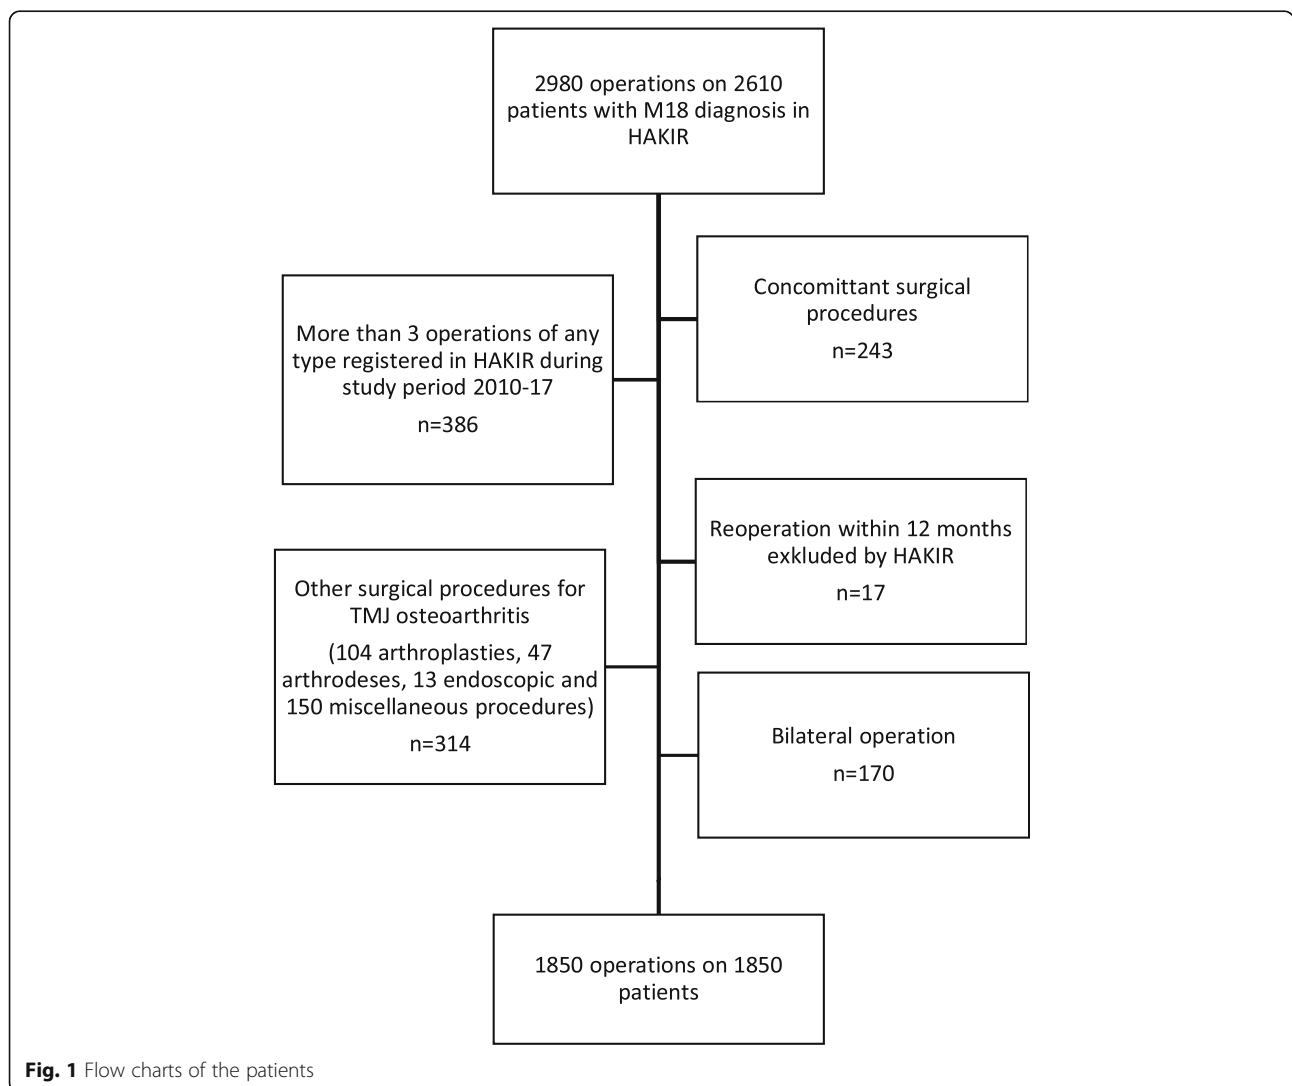 2980 operations on 2610
patients with M18 diagnosis in
HAKIR
Concomittant surgical
procedures
n=243
More than 3 operations of any
type registered in HAKIR during
study period 2010-17
n=386
Reoperation within 12 months
exkluded by HAKIR
n=17
Other surgical procedures for
TMJ osteoarthritis
(104 arthroplasties, 47
arthrodeses, 13 endoscopic and
150 miscellaneous procedures)
n=314
Bilateral operation
n=170
1850 operations on 1850
patients
Fig. 1 Flow charts of the patients